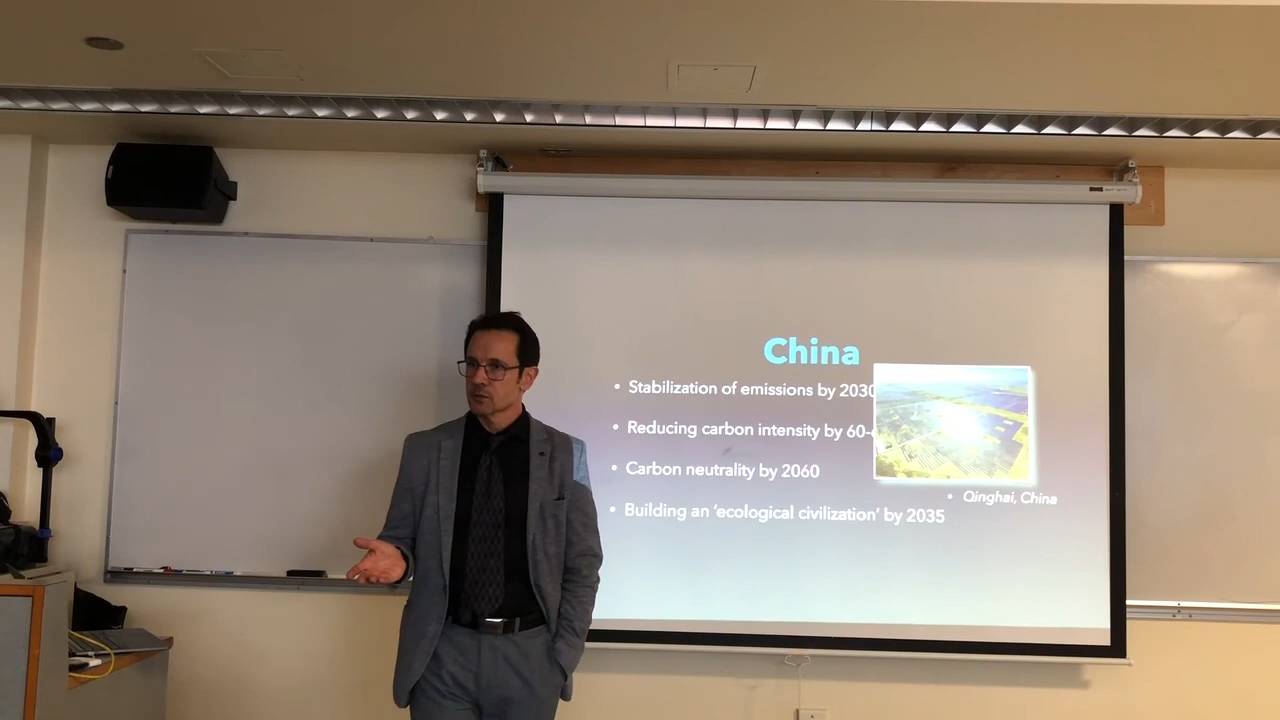 China
• Stabilization of emissions by 2030
• Reducing carbon intensity by 60-
• Carbon neutrality by 2060
• Qinghai, China
• Building an ‘ecological civilization’ by 2035